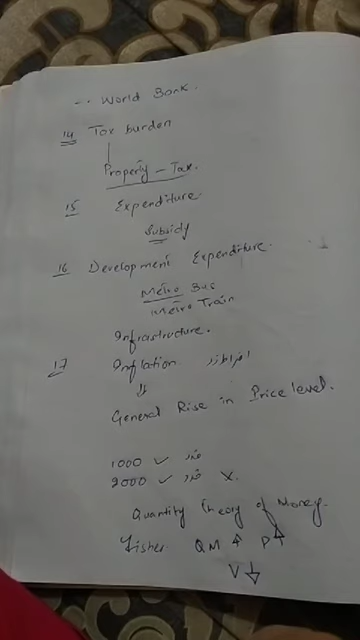 -- World Bank.
14 Tax burden
Property - Tax.
15 Expenditure.
Subsidy
16 Development Expenditure.
Metro Bus
Metro Train
Infrastructure.
17 Inflation افراط زر
General Rise in Price level.
1000 ✓
2000 ✓ X.
Quantity theory of Money.
Fisher QM ↑ P↑
V↓